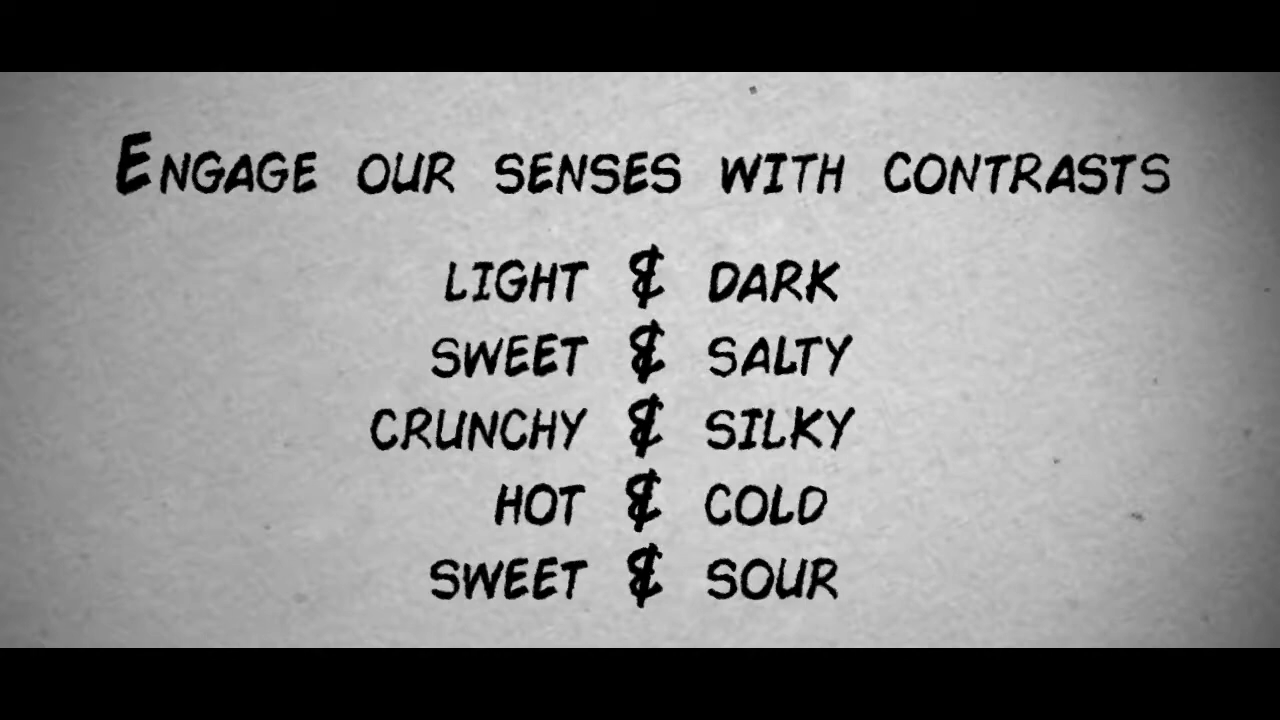 Engage our senses with contrasts
light & dark
sweet & salty
crunchy & silky
hot & cold
sweet & sour